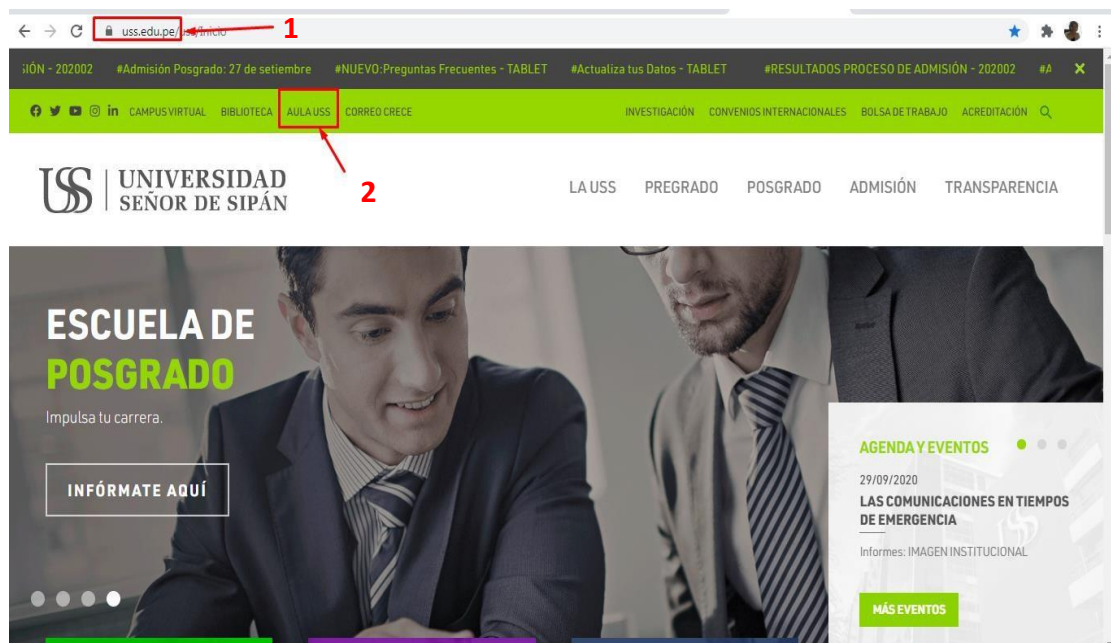 uss.edu.pe/uss/Inicio
1
IÓN - 202002 #Admisión Posgrado: 27 de setiembre #NUEVO:Preguntas Frecuentes - TABLET #Actualiza tus Datos - TABLET #RESULTADOS PROCESO DE ADMISIÓN - 202002 #A
CAMPUS VIRTUAL BIBLIOTECA AULA USS CORREO CRECE INVESTIGACIÓN CONVENIOS INTERNACIONALES BOLSA DE TRABAJO ACREDITACIÓN
2
USS UNIVERSIDAD
SEÑOR DE SIPÁN
LA USS PREGRADO POSGRADO ADMISIÓN TRANSPARENCIA
ESCUELA DE
POSGRADO
Impulsa tu carrera.
INFÓRMATE AQUÍ
AGENDA Y EVENTOS
29/09/2020
LAS COMUNICACIONES EN TIEMPOS
DE EMERGENCIA
Informes: IMAGEN INSTITUCIONAL
MÁS EVENTOS